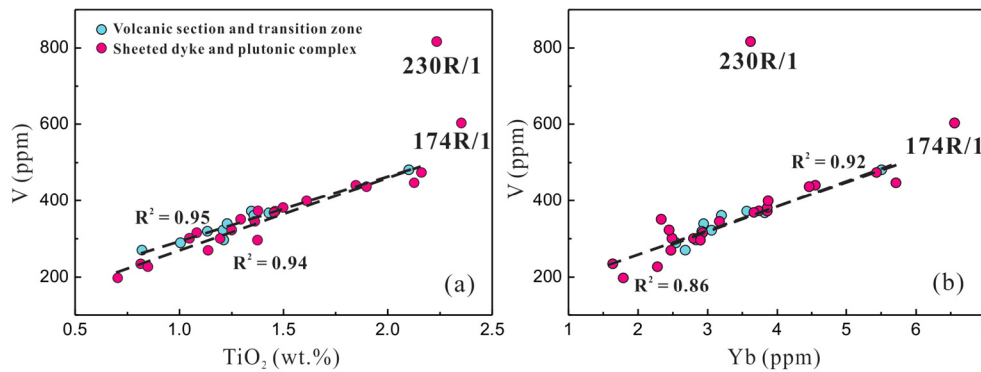 Volcanic section and transition zone
Sheeted dyke and plutonic complex
230R/1
174R/1
R² = 0.95
R² = 0.94
(a)
800
600
400
200
V (ppm)
0.5
1.0
1.5
2.0
2.5
TiO₂ (wt.%)
230R/1
174R/1
R² = 0.92
R² = 0.86
(b)
800
600
400
200
V (ppm)
1
2
3
4
5
6
Yb (ppm)